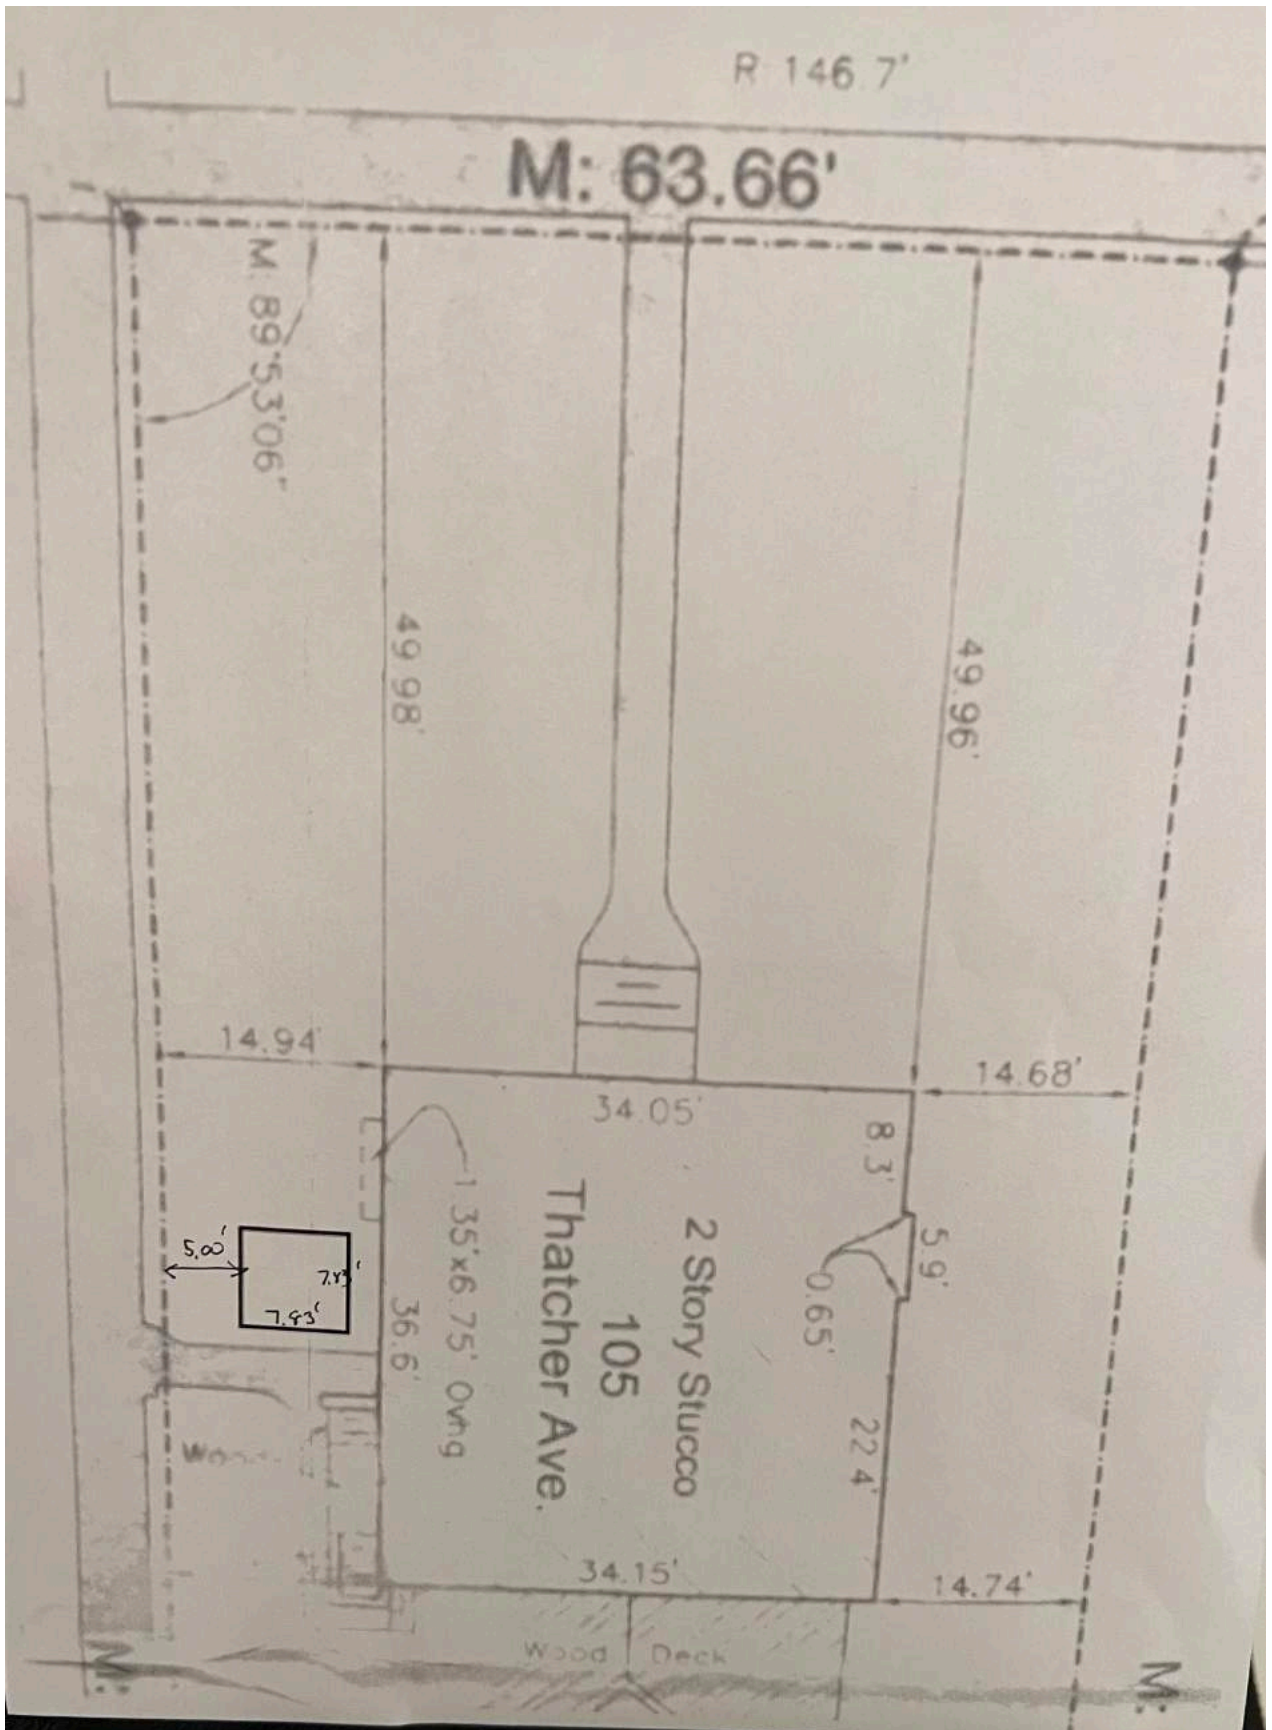 R 146.7'
M: 63.66'
M: 89°53'06"
49.98'
49.96'
14.94'
14.68'
34.05'
8.3'
5.9'
0.65'
1.35'x6.75' Ovhg
36.6'
2 Story Stucco
105
Thatcher Ave.
22.4'
5.00'
7.83'
7.83'
34.15'
14.74'
Wood Deck
M:
M: